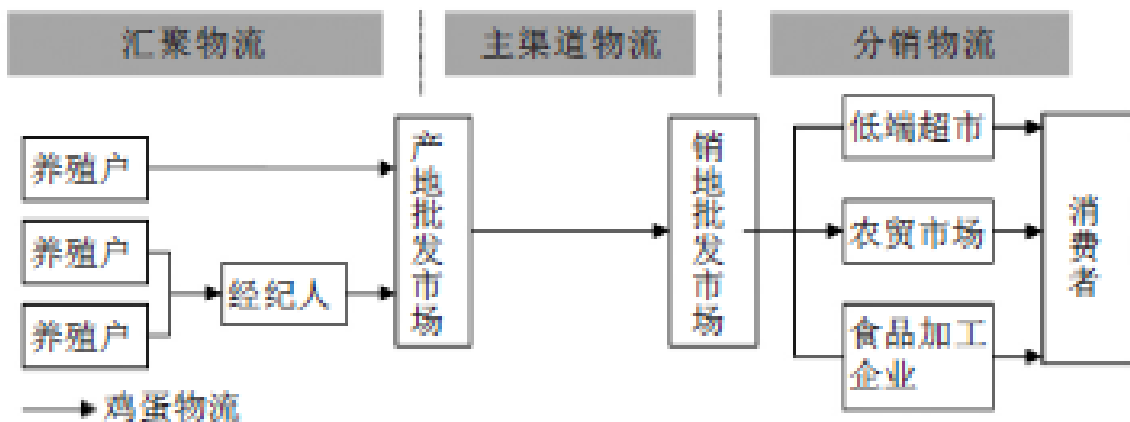 汇聚物流
主渠道物流
分销物流
养殖户
养殖户
养殖户
经纪人
产地批发市场
销地批发市场
低端超市
农贸市场
食品加工
企业
消费者
鸡蛋物流